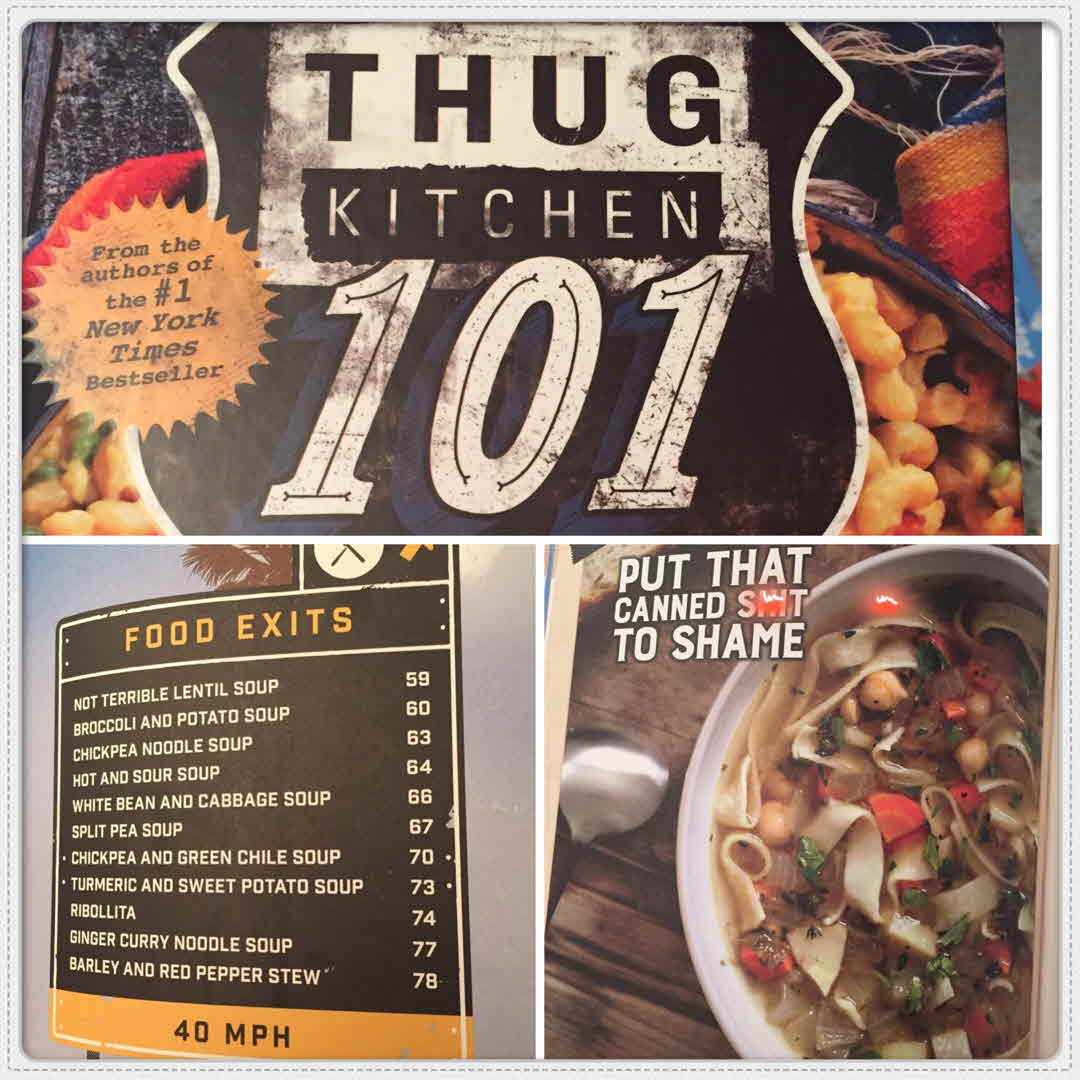 THUG
KITCHEN
101
From the
authors of
the #1
New York
Times
Bestseller
FOOD EXITS
NOT TERRIBLE LENTIL SOUP 59
BROCCOLI AND POTATO SOUP 60
CHICKPEA NOODLE SOUP 63
HOT AND SOUR SOUP 64
WHITE BEAN AND CABBAGE SOUP 66
SPLIT PEA SOUP 67
CHICKPEA AND GREEN CHILE SOUP 70
TURMERIC AND SWEET POTATO SOUP 73
RIBOLLITA 74
GINGER CURRY NOODLE SOUP 77
BARLEY AND RED PEPPER STEW 78
40 MPH
PUT THAT
CANNED
TO SHAME